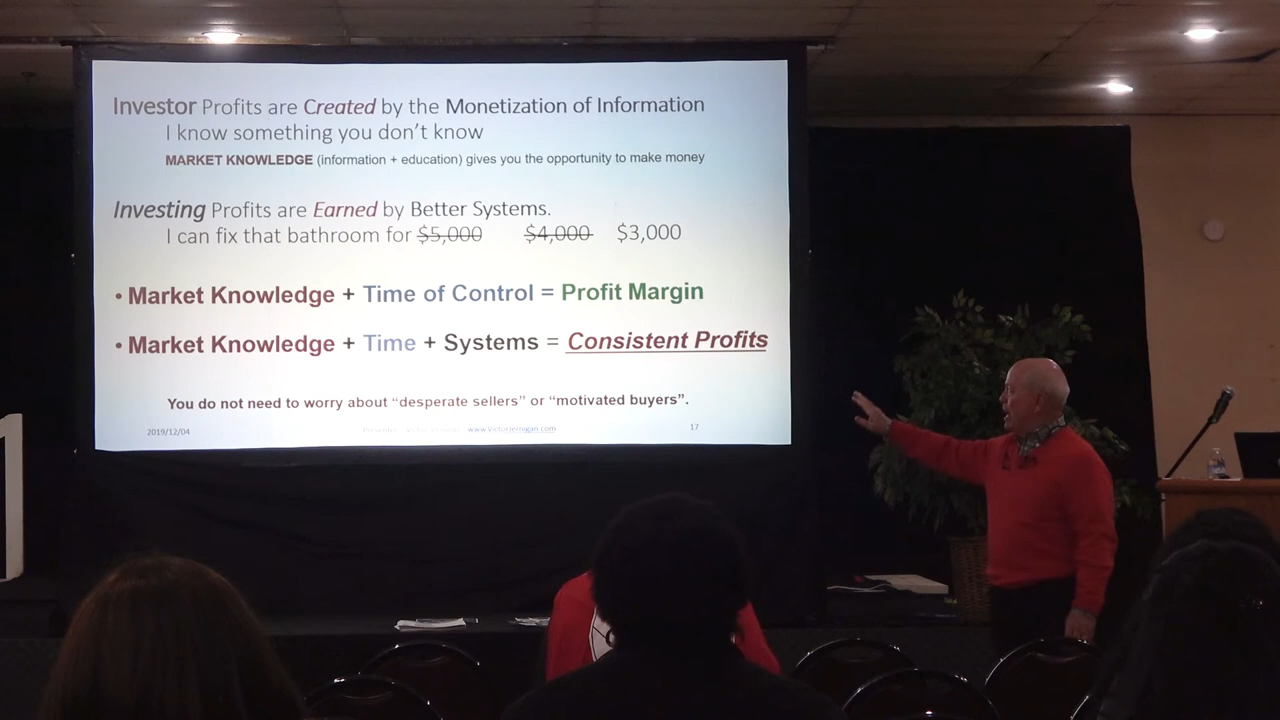 Investor Profits are Created by the Monetization of Information
I know something you don't know
MARKET KNOWLEDGE (information + education) gives you the opportunity to make money
Investing Profits are Earned by Better Systems.
I can fix that bathroom for $5,000 $4,000 $3,000
• Market Knowledge + Time of Control = Profit Margin
• Market Knowledge + Time + Systems = Consistent Profits
You do not need to worry about “desperate sellers” or “motivated buyers”.
2019/12/04 www.VictorJernigan.com 17